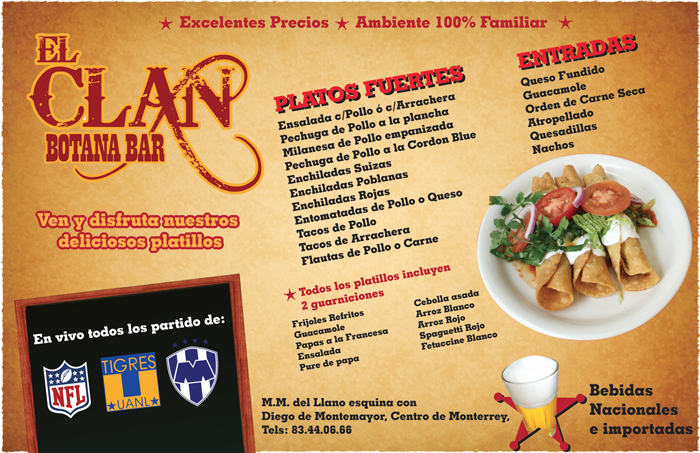 ★ Excelentes Precios ★ Ambiente 100% Familiar ★
EL
CLAN
BOTANA BAR
Ven y disfruta nuestros
deliciosos platillos
PLATOS FUERTES
Ensalada c/Pollo ó c/Arrachera
Pechuga de Pollo a la plancha
Milanesa de Pollo empanizada
Pechuga de Pollo a la Cordon Blue
Enchiladas Suizas
Enchiladas Poblanas
Enchiladas Rojas
Entomatadas de Pollo o Queso
Tacos de Pollo
Tacos de Arrachera
Flautas de Pollo o Carne
★ Todos los platillos incluyen
2 guarniciones
Frijoles Refritos
Guacamole
Papas a la Francesa
Ensalada
Pure de papa
Cebolla asada
Arroz Blanco
Arroz Rojo
Spaguetti Rojo
Fetuccine Blanco
ENTRADAS
Queso Fundido
Guacamole
Orden de Carne Seca
Atropellado
Quesadillas
Nachos
En vivo todos los partido de:
NFL
TIGRES
UANL
M
M.M. del Llano esquina con
Diego de Montemayor, Centro de Monterrey,
Tels: 83.44.06.66
Bebidas
Nacionales
e importadas